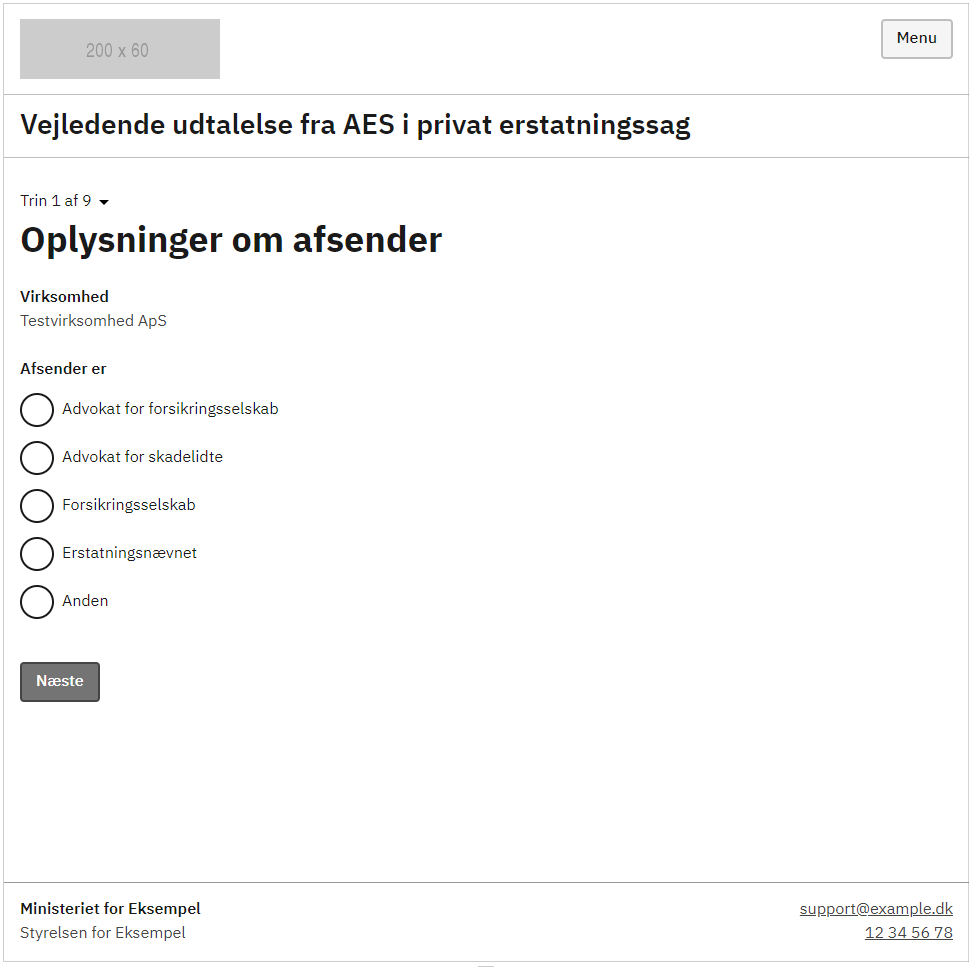 200 x 60
Menu
Vejledende udtalelse fra AES i privat erstatningssag
Trin 1 af 9
Oplysninger om afsender
Virksomhed
Testvirksomhed ApS
Afsender er
Advokat for forsikringsselskab
Advokat for skadelidte
Forsikringsselskab
Erstatningsnævnet
Anden
Næste
Ministeriet for Eksempel
support@example.dk
Styrelsen for Eksempel
12 34 56 78